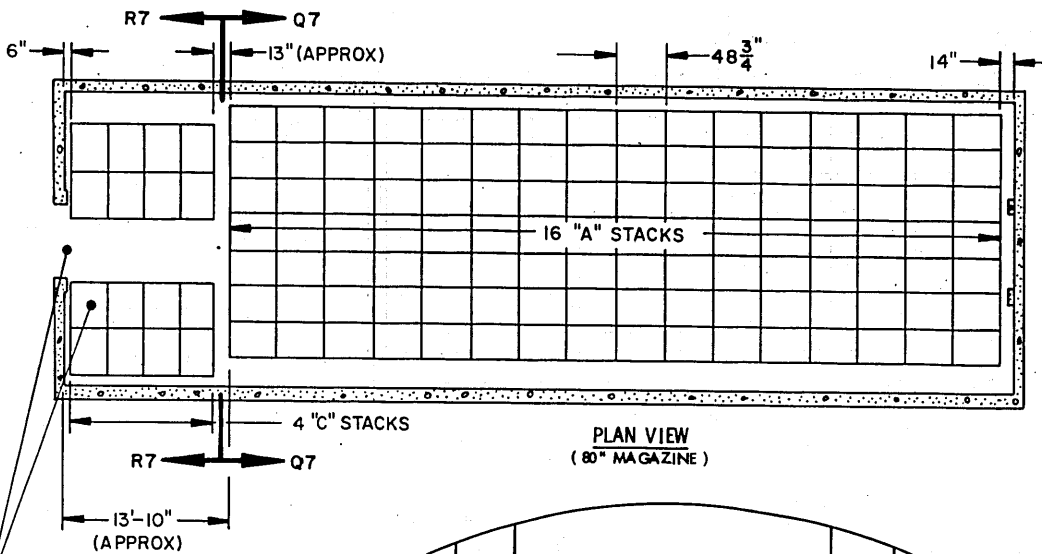 R7 Q7
6"
13" (APPROX)
48 3/4"
14"
16 "A" STACKS
4 "C" STACKS
R7 Q7
PLAN VIEW
( 80" MAGAZINE )
13'-10"
(APPROX)